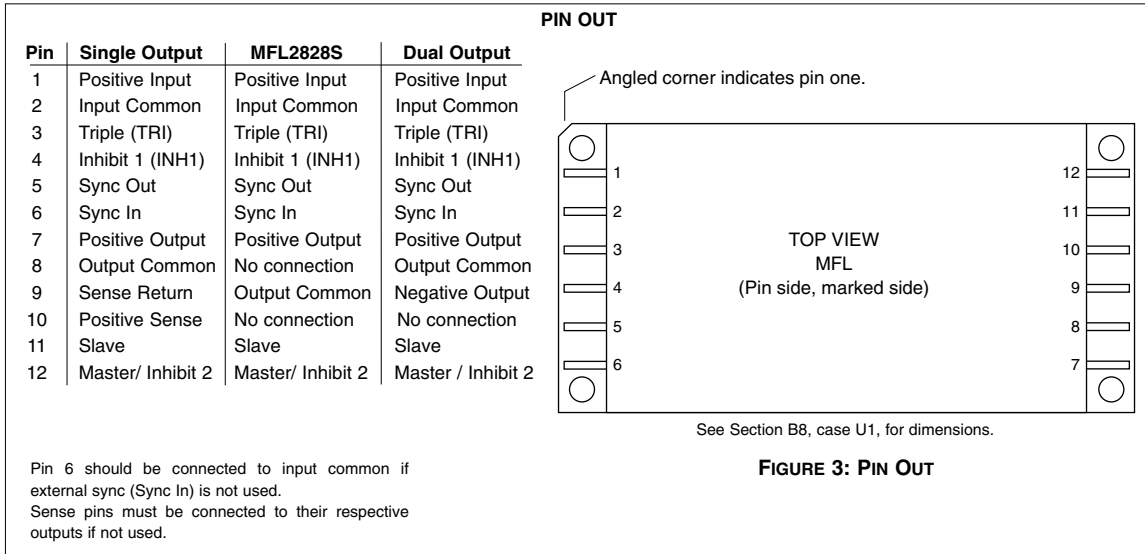 PIN OUT
Pin Single Output MFL2828S Dual Output
1 Positive Input Positive Input Positive Input
2 Input Common Input Common Input Common
3 Triple (TRI) Triple (TRI) Triple (TRI)
4 Inhibit 1 (INH1) Inhibit 1 (INH1) Inhibit 1 (INH1)
5 Sync Out Sync Out Sync Out
6 Sync In Sync In Sync In
7 Positive Output Positive Output Positive Output
8 Output Common No connection Output Common
9 Sense Return Output Common Negative Output
10 Positive Sense No connection No connection
11 Slave Slave Slave
12 Master/ Inhibit 2 Master/ Inhibit 2 Master / Inhibit 2
Pin 6 should be connected to input common if
external sync (Sync In) is not used.
Sense pins must be connected to their respective
outputs if not used.
Angled corner indicates pin one.
1 12
2 11
3 10
4 9
5 8
6 7
TOP VIEW
MFL
(Pin side, marked side)
See Section B8, case U1, for dimensions.
FIGURE 3: PIN OUT